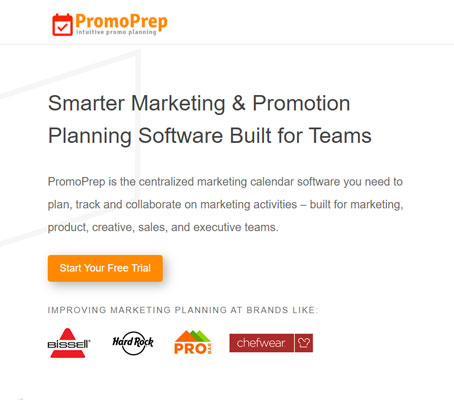 PromoPrep
intuitive promo planning
Smarter Marketing & Promotion
Planning Software Built for Teams
PromoPrep is the centralized marketing calendar software you need to
plan, track and collaborate on marketing activities – built for marketing,
product, creative, sales, and executive teams.
Start Your Free Trial
IMPROVING MARKETING PLANNING AT BRANDS LIKE:
BISSELL Hard Rock PRO BAR chefwear